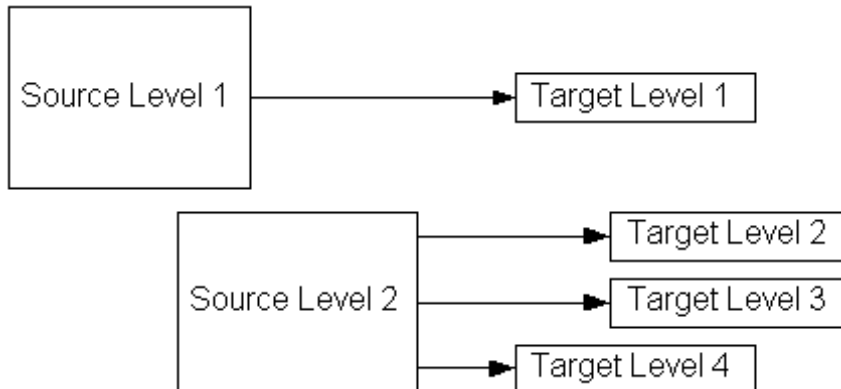 Source Level 1
Target Level 1
Target Level 2
Source Level 2
Target Level 3
Target Level 4